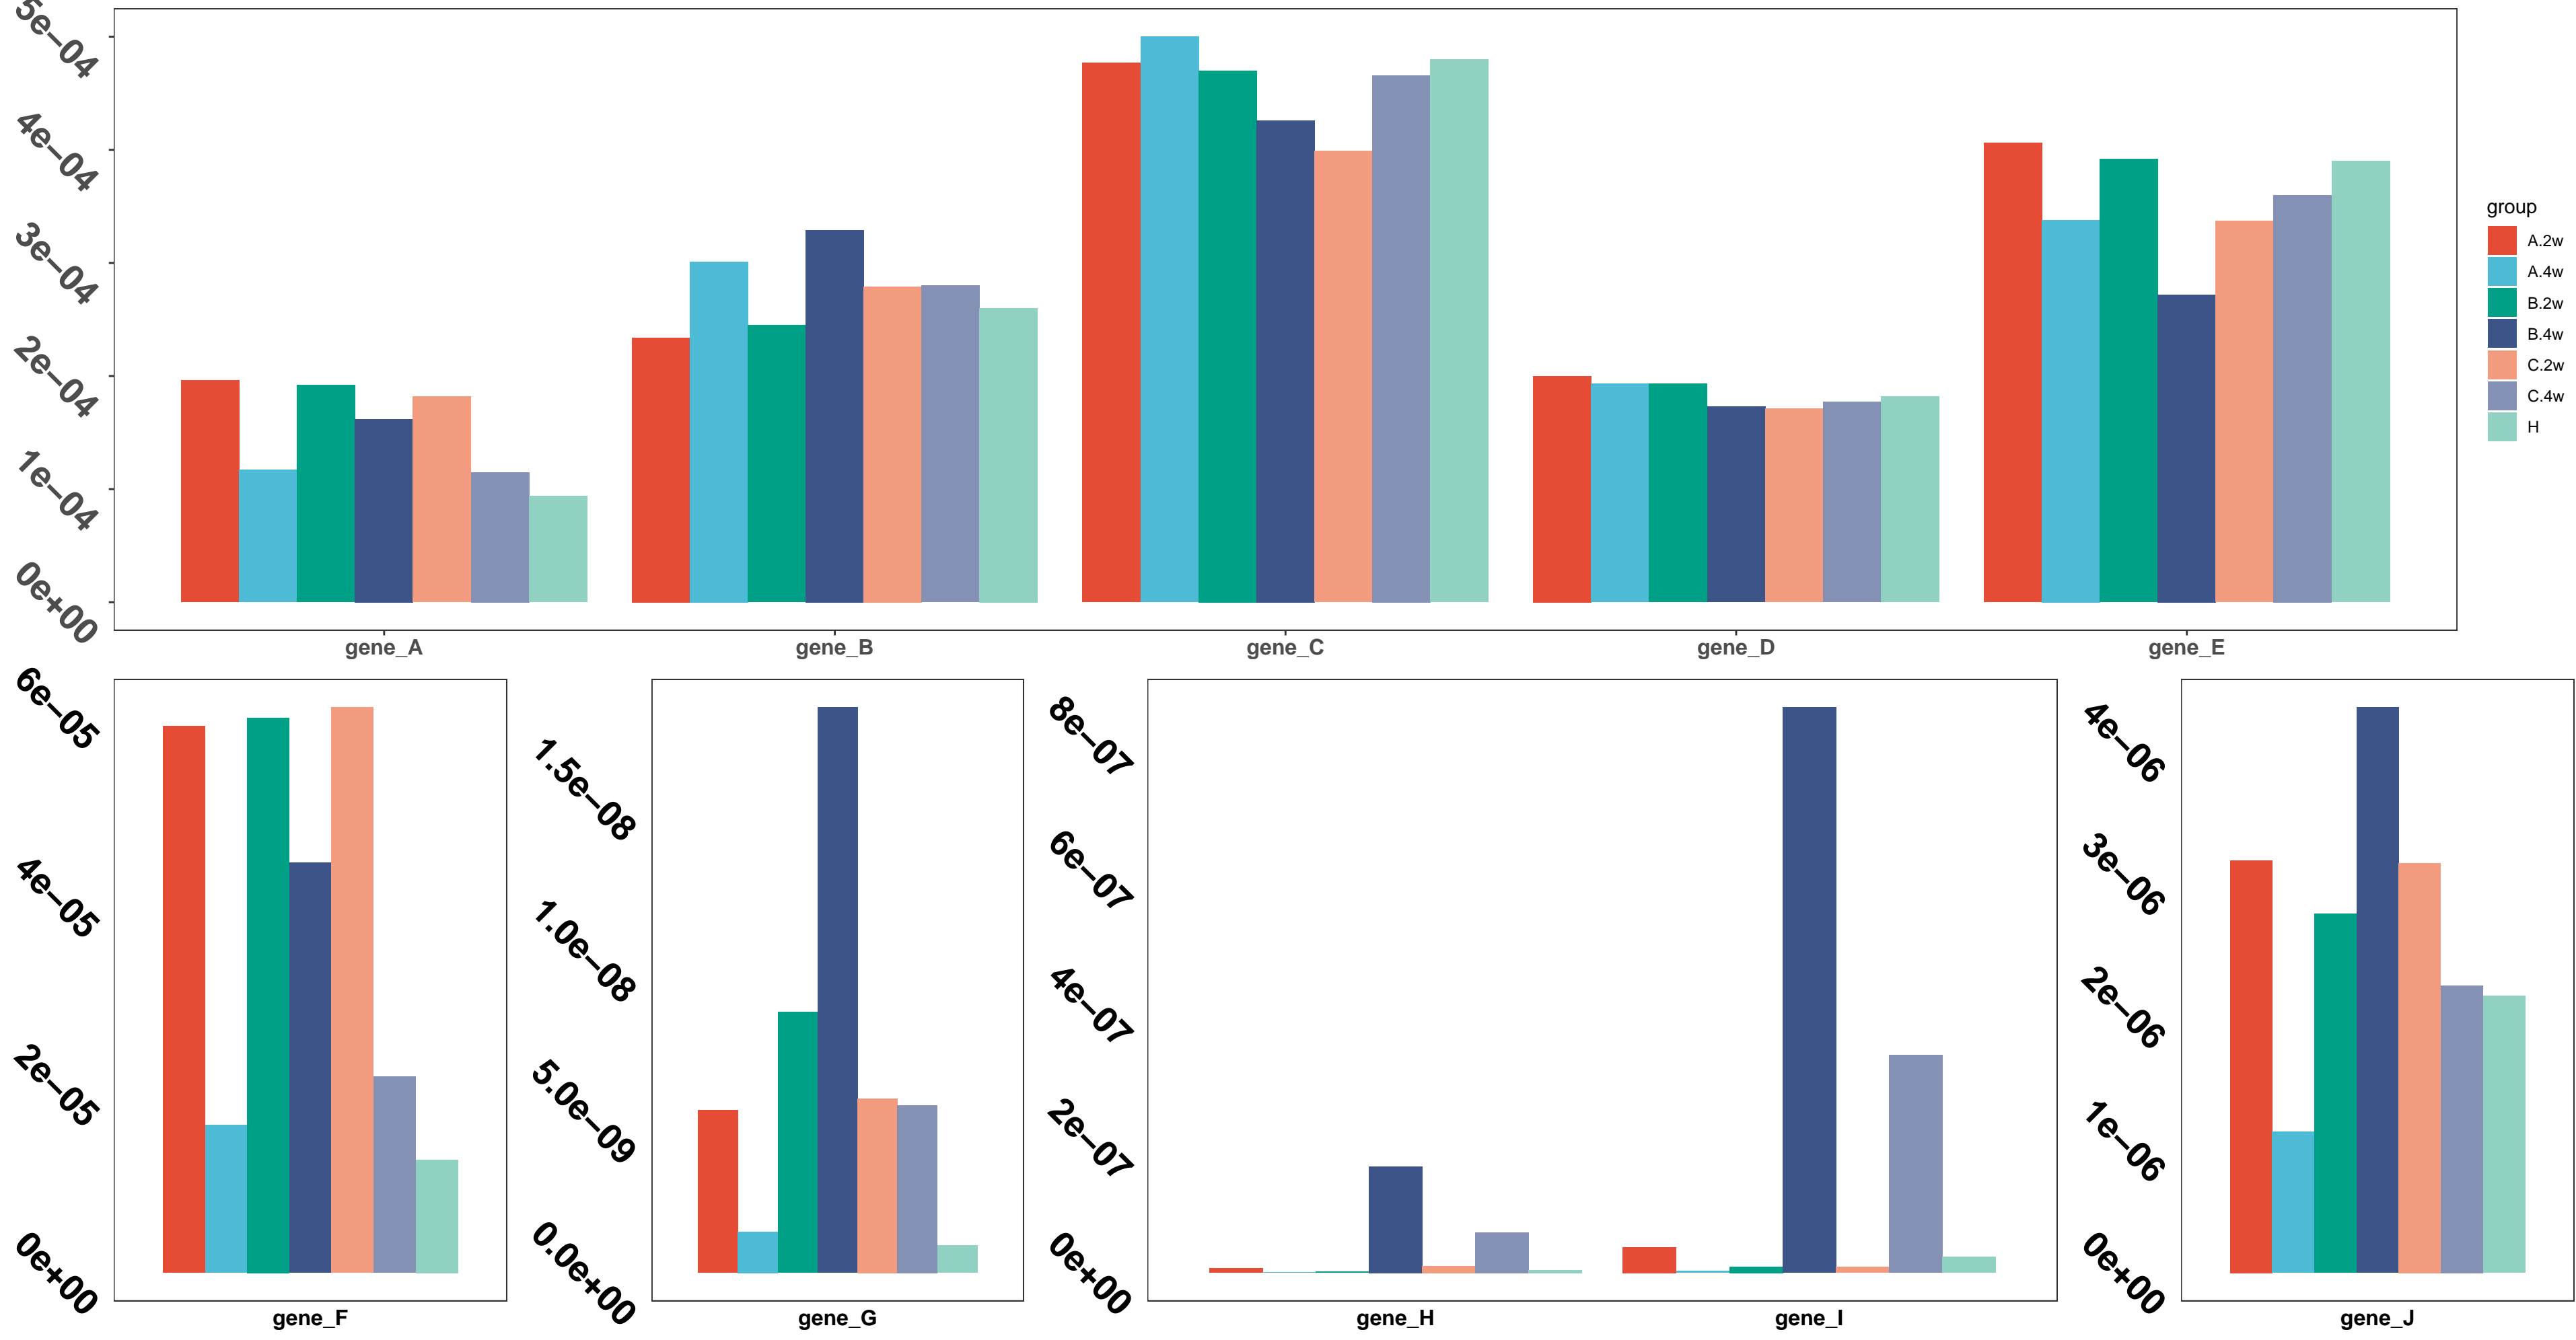 5e−04
4e−04
3e−04
2e−04
1e−04
0e+00
gene_A
gene_B
gene_C
gene_D
gene_E
group
A.2w
A.4w
B.2w
B.4w
C.2w
C.4w
H
6e−05
4e−05
2e−05
0e+00
gene_F
1.5e−08
1.0e−08
5.0e−09
0.0e+00
gene_G
8e−07
6e−07
4e−07
2e−07
0e+00
gene_H
gene_I
4e−06
3e−06
2e−06
1e−06
0e+00
gene_J